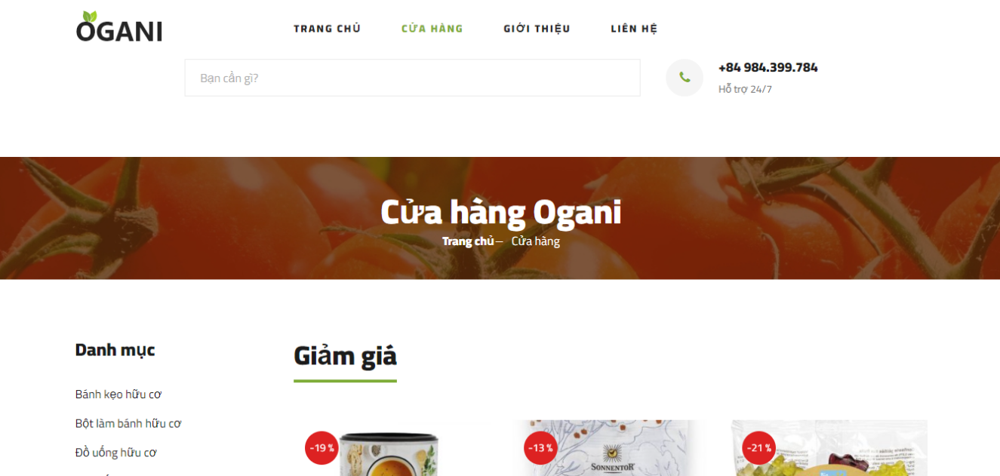 OGANI
TRANG CHỦ CỬA HÀNG GIỚI THIỆU LIÊN HỆ
Bạn cần gì?
+84 984.399.784
Hỗ trợ 24/7
Cửa hàng Ogani
Trang chủ – Cửa hàng
Danh mục
Giảm giá
Bánh kẹo hữu cơ
Bột làm bánh hữu cơ
Đồ uống hữu cơ
-19 %
-13 %
-21 %
SONNENTOR